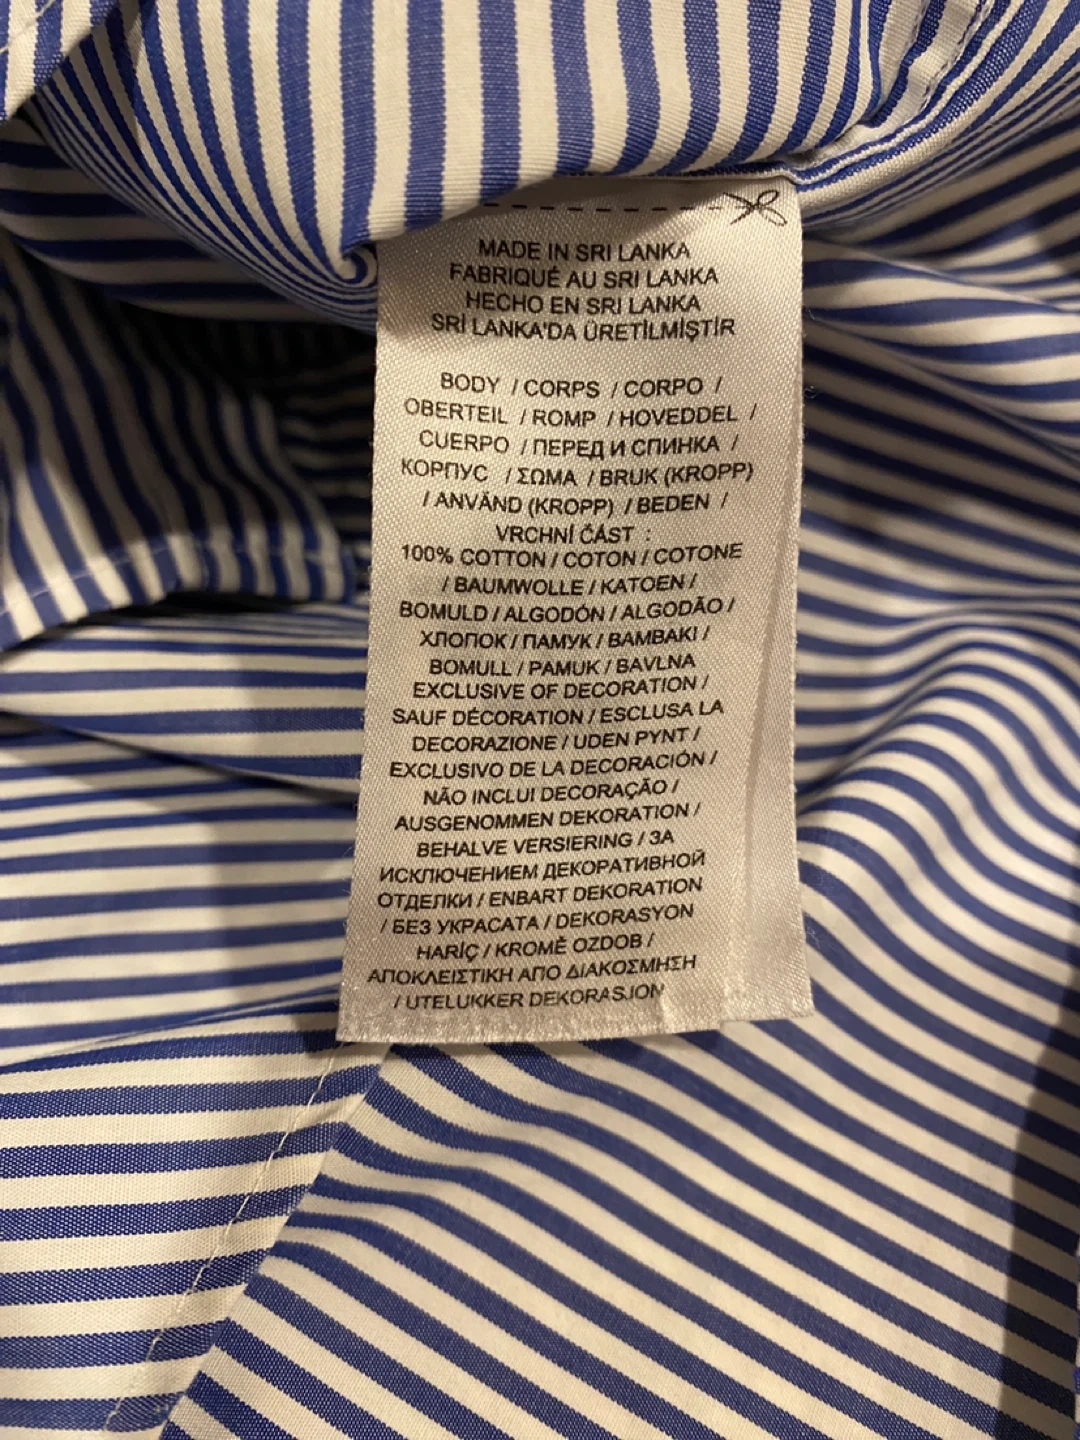 MADE IN SRI LANKA
FABRIQUÉ AU SRI LANKA
HECHO EN SRI LANKA
SRİ LANKA'DA ÜRETİLMİŞTİR
BODY / CORPS / CORPO /
OBERTEIL / ROMP / HOVEDDEL /
CUERPO / ПЕРЕД И СПИНКА /
КОРПУС / ΣΩΜΑ / BRUK (KROPP)
/ ANVÄND (KROPP) / BEDEN /
VRCHNÍ ČÁST :
100% COTTON / COTON / COTONE
/ BAUMWOLLE / KATOEN /
BOMULD / ALGODÓN / ALGODÃO /
ХЛОПОК / ПАМУК / BAMBAKI /
BOMULL / PAMUK / BAVLNA
EXCLUSIVE OF DECORATION /
SAUF DÉCORATION / ESCLUSA LA
DECORAZIONE / UDEN PYNT /
EXCLUSIVO DE LA DECORACIÓN /
NÃO INCLUI DECORAÇÃO /
AUSGENOMMEN DEKORATION /
BEHALVE VERSIERING / ЗА
ИСКЛЮЧЕНИЕМ ДЕКОРАТИВНОЙ
ОТДЕЛКИ / ENBART DEKORATION
/ БЕЗ УКРАСАТА / DEKORASYON
HARİÇ / KROMĚ OZDOB /
ΑΠΟΚΛΕΙΣΤΙΚΗ ΑΠΟ ΔΙΑΚΟΣΜΗΣΗ
/ UTELUKKER DEKORASJON